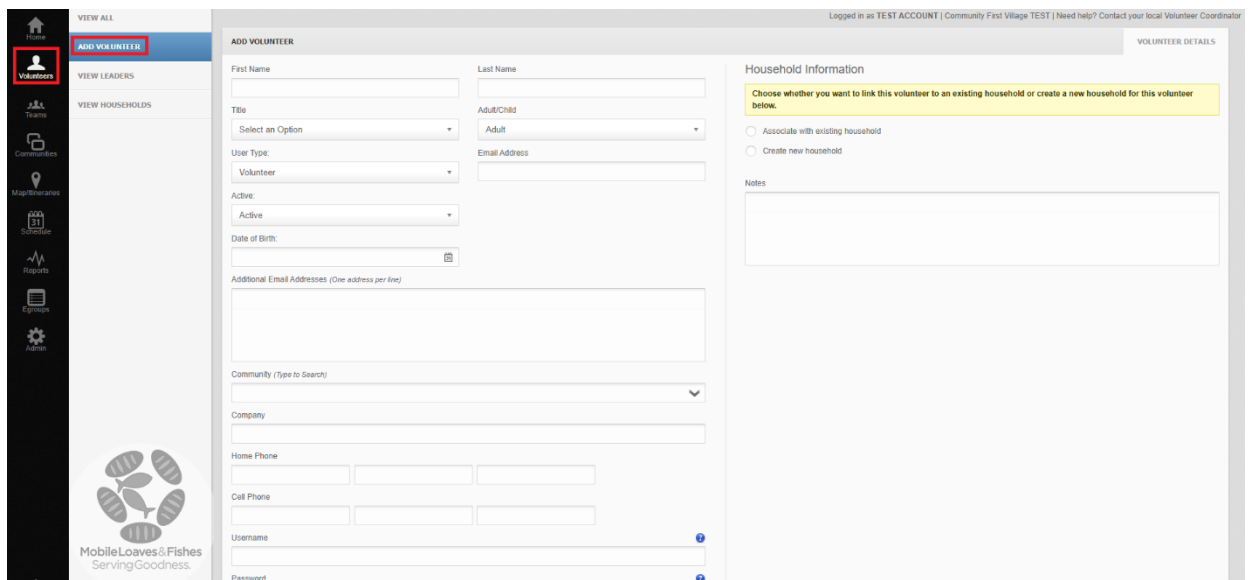 Logged in as TEST ACCOUNT | Community First Village TEST | Need help? Contact your local Volunteer Coordinator
Home
Volunteers
Teams
Communities
Map/Itineraries
31
Schedule
Reports
Egroups
Admin
VIEW ALL
ADD VOLUNTEER
VIEW LEADERS
VIEW HOUSEHOLDS
MobileLoaves&Fishes
ServingGoodness.
ADD VOLUNTEER
VOLUNTEER DETAILS
First Name
Last Name
Title
Adult/Child
Select an Option
Adult
User Type:
Email Address
Volunteer
Active:
Active
Date of Birth:
Additional Email Addresses (One address per line)
Community (Type to Search)
Company
Home Phone
Cell Phone
Username
?
Password
?
Household Information
Choose whether you want to link this volunteer to an existing household or create a new household for this volunteer
below.
Associate with existing household
Create new household
Notes